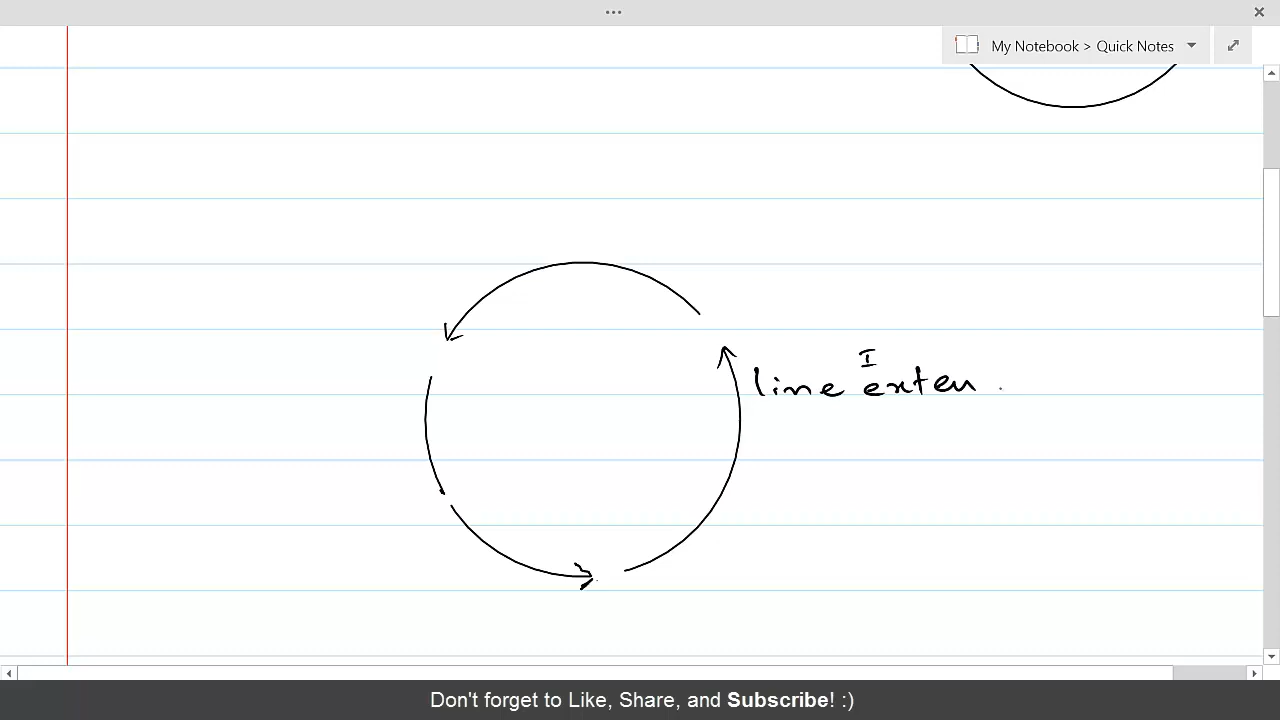 My Notebook > Quick Notes
I
line exten
Don't forget to Like, Share, and Subscribe! :)